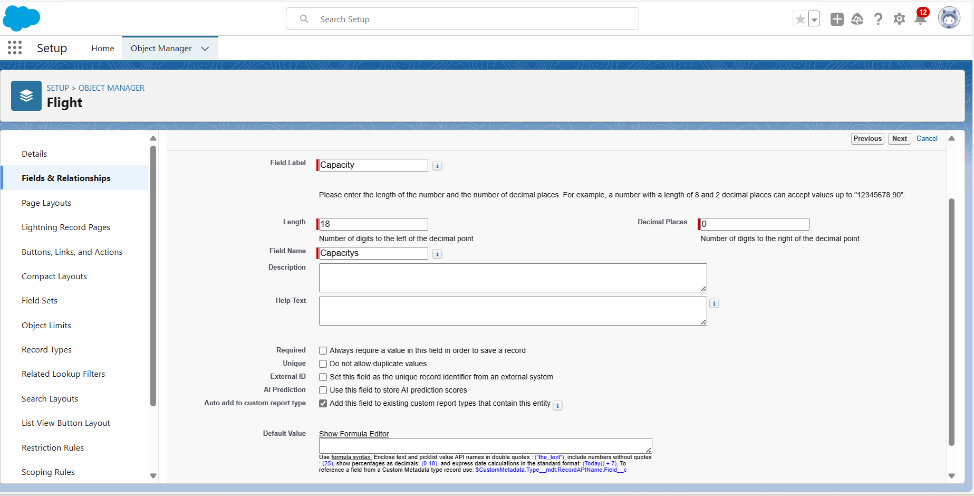 Search Setup
12
Setup
Home
Object Manager
SETUP > OBJECT MANAGER
Flight
Details
Fields & Relationships
Page Layouts
Lightning Record Pages
Buttons, Links, and Actions
Compact Layouts
Field Sets
Object Limits
Record Types
Related Lookup Filters
Search Layouts
List View Button Layout
Restriction Rules
Scoping Rules
Previous Next Cancel
Field Label Capacity i
Please enter the length of the number and the number of decimal places. For example, a number with a length of 8 and 2 decimal places can accept values up to "12345678.90".
Length 18 Decimal Places 0
Number of digits to the left of the decimal point Number of digits to the right of the decimal point
Field Name Capacitys i
Description
Help Text i
Required Always require a value in this field in order to save a record
Unique Do not allow duplicate values
External ID Set this field as the unique record identifier from an external system
AI Prediction Use this field to store AI prediction scores
Auto add to custom report type Add this field to existing custom report types that contain this entity i
Default Value Show Formula Editor
Use formula syntax: Enclose text and picklist value API names in double quotes : ("the_text"), include numbers without quotes
: (25), show percentages as decimals: (0.10), and express date calculations in the standard format: (Today() + 7), To
reference a field from a Custom Metadata type record use: $CustomMetadata.Type__mdt.RecordAPIName.Field__c